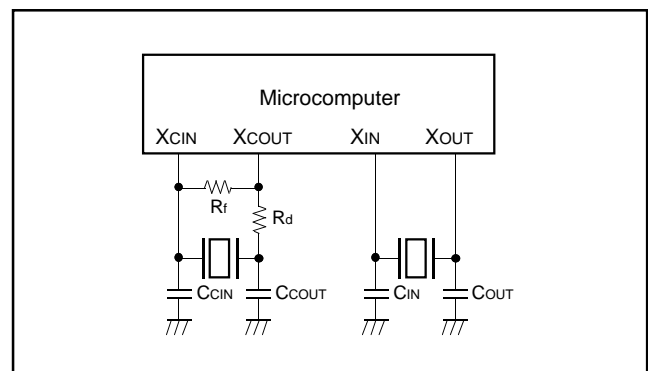 Microcomputer
XCIN XCOUT XIN XOUT
Rf
Rd
CCIN CCOUT CIN COUT